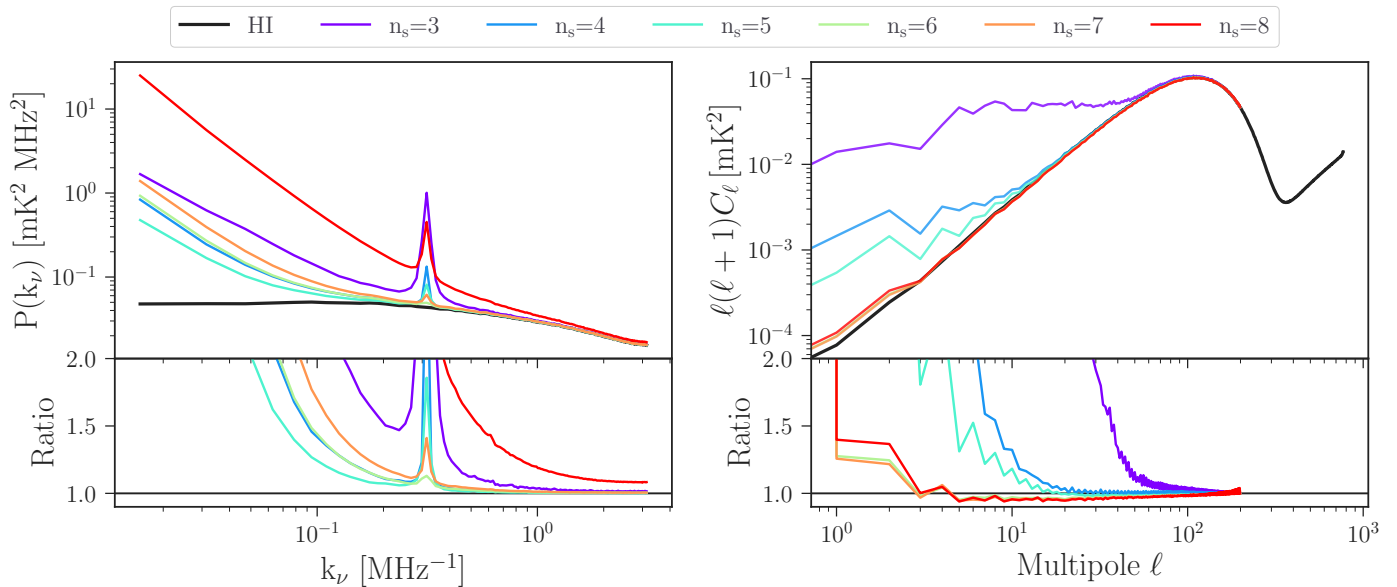 HI n_s=3 n_s=4 n_s=5 n_s=6 n_s=7 n_s=8
P(k_ν) [mK² MHz²]
10¹
10⁰
10⁻¹
Ratio
2.0
1.5
1.0
10⁻¹ 10⁰
k_ν [MHz⁻¹]
ℓ(ℓ + 1)C_ℓ [mK²]
10⁻¹
10⁻²
10⁻³
10⁻⁴
Ratio
2.0
1.5
1.0
10⁰ 10¹ 10² 10³
Multipole ℓ